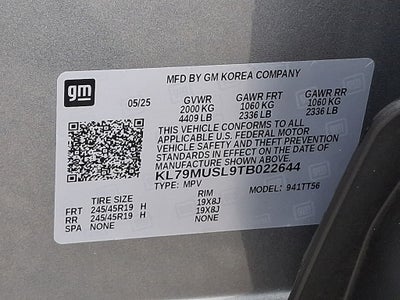 gm
MFD BY GM KOREA COMPANY
05/25 GVWR GAWR FRT GAWR RR
2000 KG 1060 KG 1060 KG
4409 LB 2336 LB 2336 LB
THIS VEHICLE CONFORMS TO ALL
APPLICABLE U.S. FEDERAL MOTOR
VEHICLE SAFETY AND THEFT PREVENTION
STANDARDS IN EFFECT ON THE DATE OF
MANUFACTURE SHOWN ABOVE.
KL79MUSL9TB022644
TYPE: MPV MODEL: 941TT56
TIRE SIZE RIM
FRT 245/45R19 H 19X8J
RR 245/45R19 H 19X8J
SPA NONE NONE